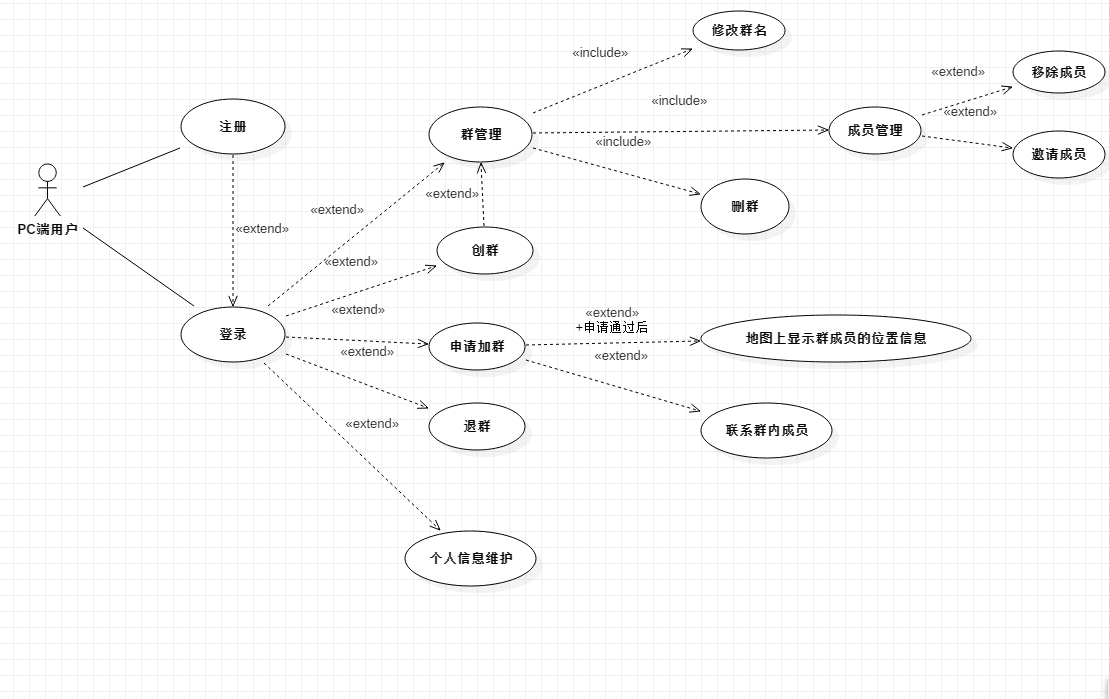 修改群名
«include»
移除成员
«extend»
«include»
«extend»
注册
群管理
成员管理
«include»
邀请成员
«extend»
删群
«extend»
PC端用户
«extend»
创群
«extend»
«extend»
«extend»
+申请通过后
登录
申请加群
地图上显示群成员的位置信息
«extend»
«extend»
退群
«extend»
联系群内成员
个人信息维护